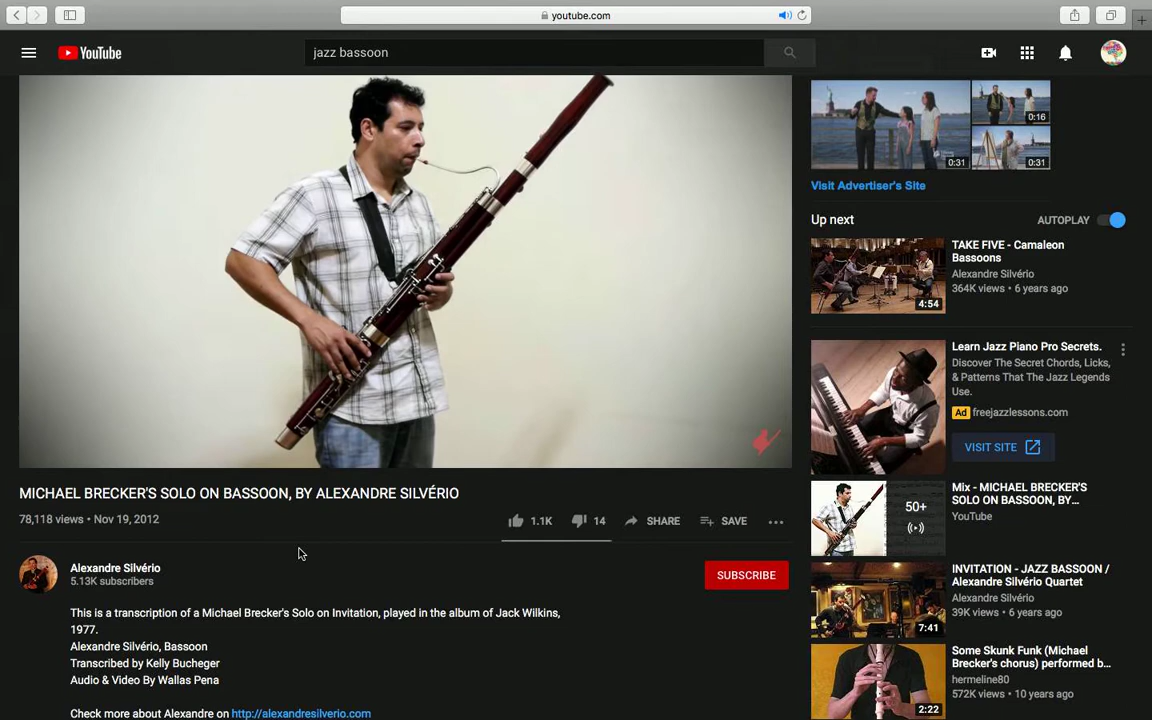 youtube.com
YouTube
jazz bassoon
0:16
0:31
0:31
Visit Advertiser's Site
Up next
AUTOPLAY
TAKE FIVE - Camaleon
Bassoons
Alexandre Silvério
364K views • 6 years ago
4:54
Learn Jazz Piano Pro Secrets.
Discover The Secret Chords, Licks,
& Patterns That The Jazz Legends
Use.
Ad freejazzlessons.com
VISIT SITE
Mix - MICHAEL BRECKER'S
SOLO ON BASSOON, BY...
YouTube
50+
INVITATION - JAZZ BASSOON /
Alexandre Silvério Quartet
Alexandre Silvério
39K views • 6 years ago
7:41
Some Skunk Funk (Michael
Brecker's chorus) performed b...
hermeline80
572K views • 10 years ago
2:22
MICHAEL BRECKER'S SOLO ON BASSOON, BY ALEXANDRE SILVÉRIO
78,118 views • Nov 19, 2012
1.1K 14 SHARE SAVE
Alexandre Silvério
5.13K subscribers
SUBSCRIBE
This is a transcription of a Michael Brecker's Solo on Invitation, played in the album of Jack Wilkins,
1977.
Alexandre Silvério, Bassoon
Transcribed by Kelly Bucheger
Audio & Video By Wallas Pena
Check more about Alexandre on http://alexandresilverio.com